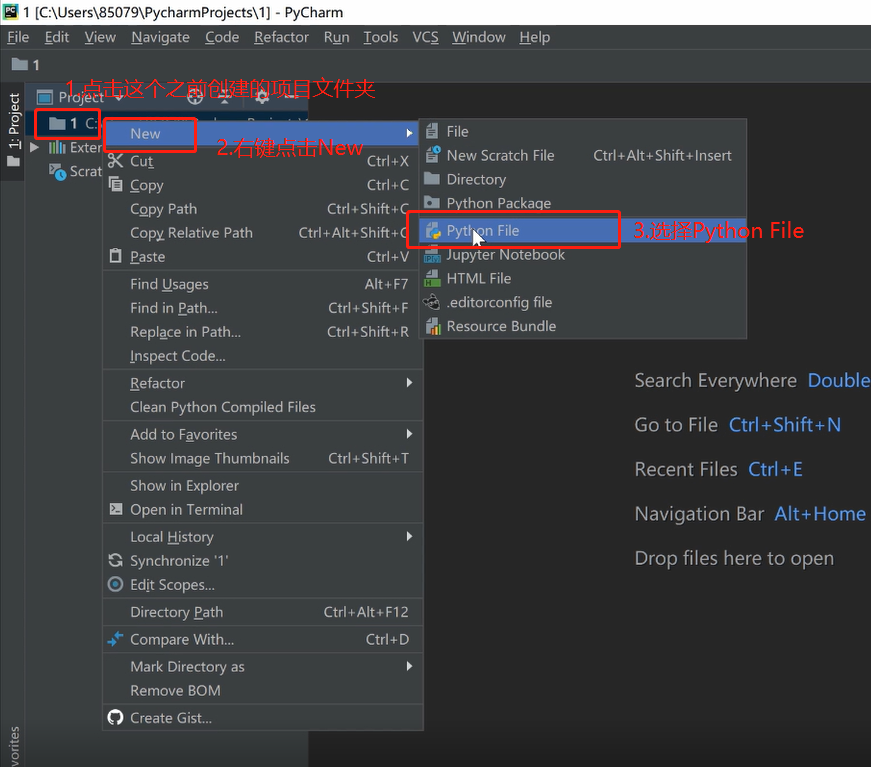 1 [C:\Users\85079\PycharmProjects\1] - PyCharm
File Edit View Navigate Code Refactor Run Tools VCS Window Help
1
1.点击这个之前创建的项目文件夹
Project
1: Project
1 C:
Exter
Scrat
New
2.右键点击New
Cut Ctrl+X
Copy Ctrl+C
Copy Path Ctrl+Shift+C
Copy Relative Path Ctrl+Alt+Shift+C
Paste Ctrl+V
Find Usages Alt+F7
Find in Path... Ctrl+Shift+F
Replace in Path... Ctrl+Shift+R
Inspect Code...
Refactor
Clean Python Compiled Files
Add to Favorites
Show Image Thumbnails Ctrl+Shift+T
Show in Explorer
Open in Terminal
Local History
Synchronize '1'
Edit Scopes...
Directory Path Ctrl+Alt+F12
Compare With... Ctrl+D
Mark Directory as
Remove BOM
Create Gist...
File
New Scratch File Ctrl+Alt+Shift+Insert
Directory
Python Package
Python File
3.选择Python File
Jupyter Notebook
HTML File
.editorconfig file
Resource Bundle
Search Everywhere Double
Go to File Ctrl+Shift+N
Recent Files Ctrl+E
Navigation Bar Alt+Home
Drop files here to open
vorites